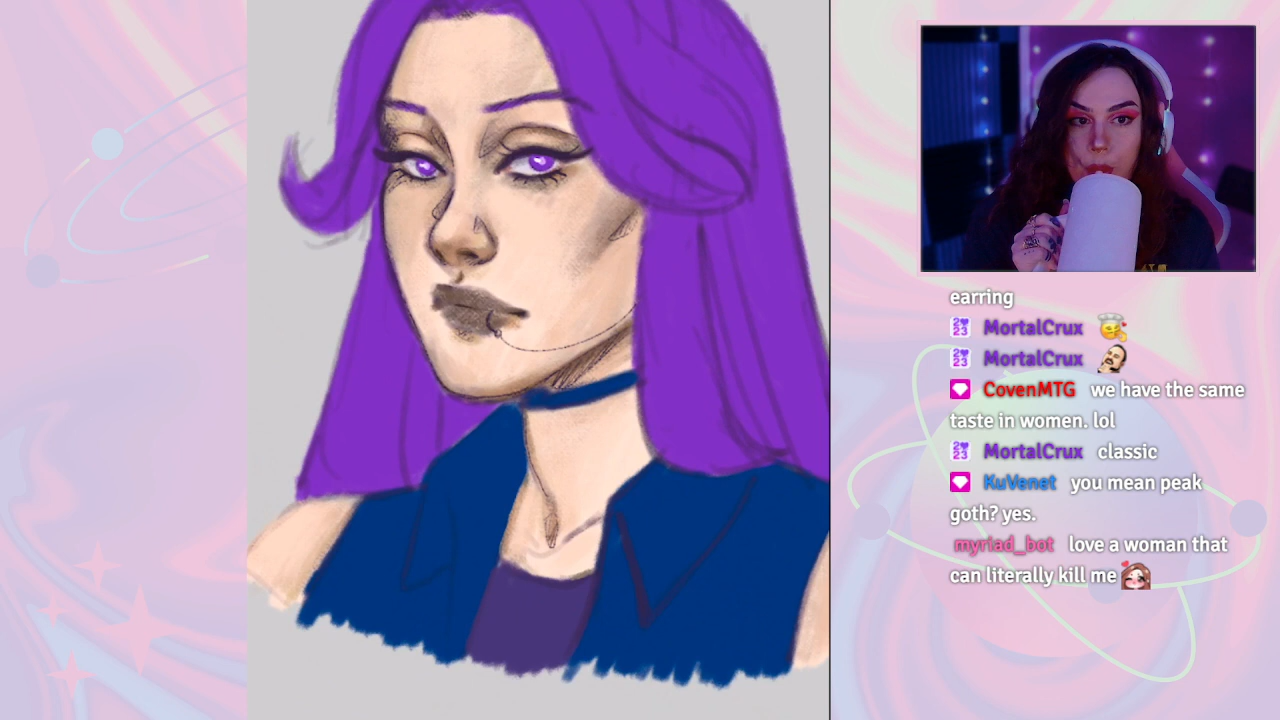 earring
MortalCrux
MortalCrux
CovenMTG we have the same
taste in women. lol
MortalCrux classic
KuVenet you mean peak
goth? yes.
myriad_bot love a woman that
can literally kill me